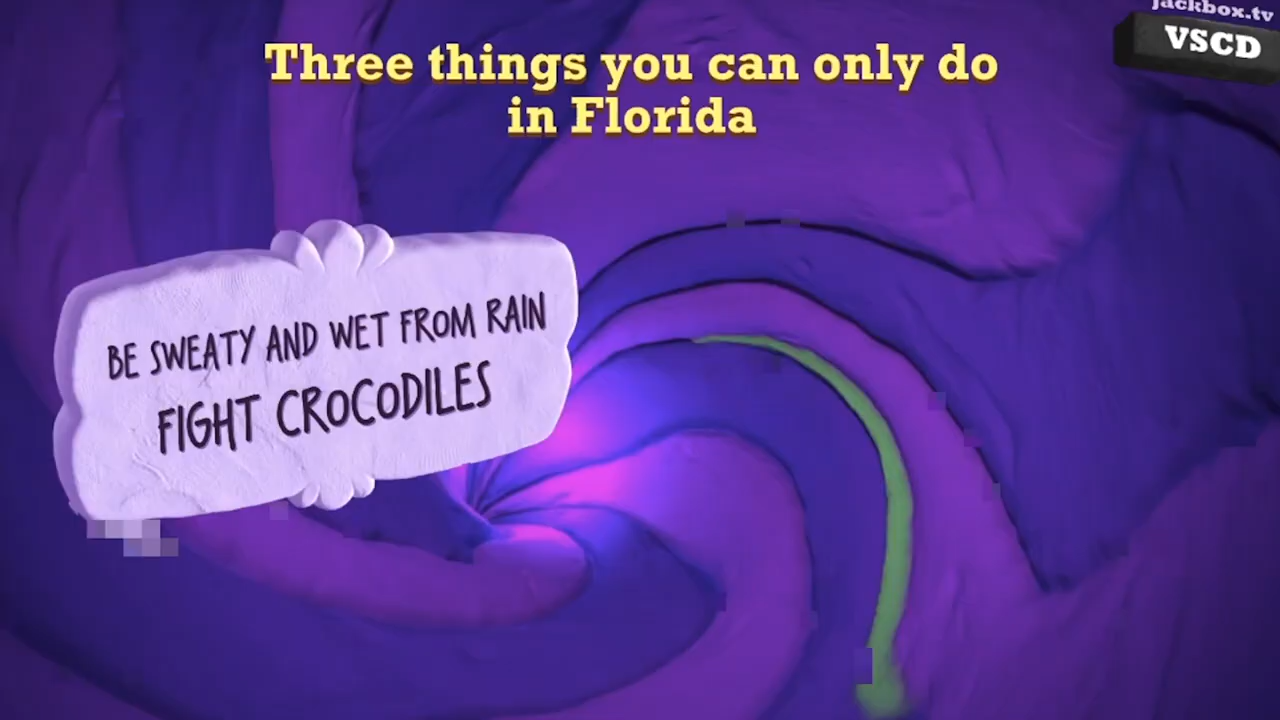 jackbox.tv
VSCD
Three things you can only do
in Florida
BE SWEATY AND WET FROM RAIN
FIGHT CROCODILES